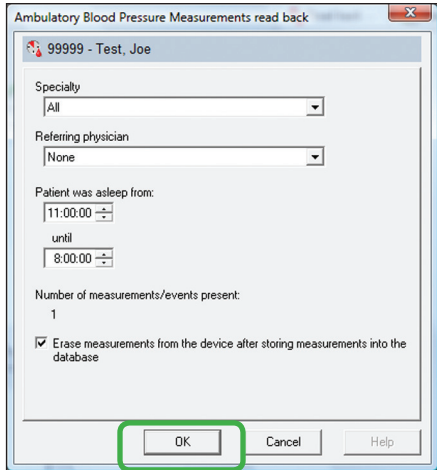 Ambulatory Blood Pressure Measurements read back
99999 - Test, Joe
Specialty
All
Referring physician
None
Patient was asleep from:
11:00:00
until
8:00:00
Number of measurements/events present:
1
Erase measurements from the device after storing measurements into the
database
OK Cancel Help